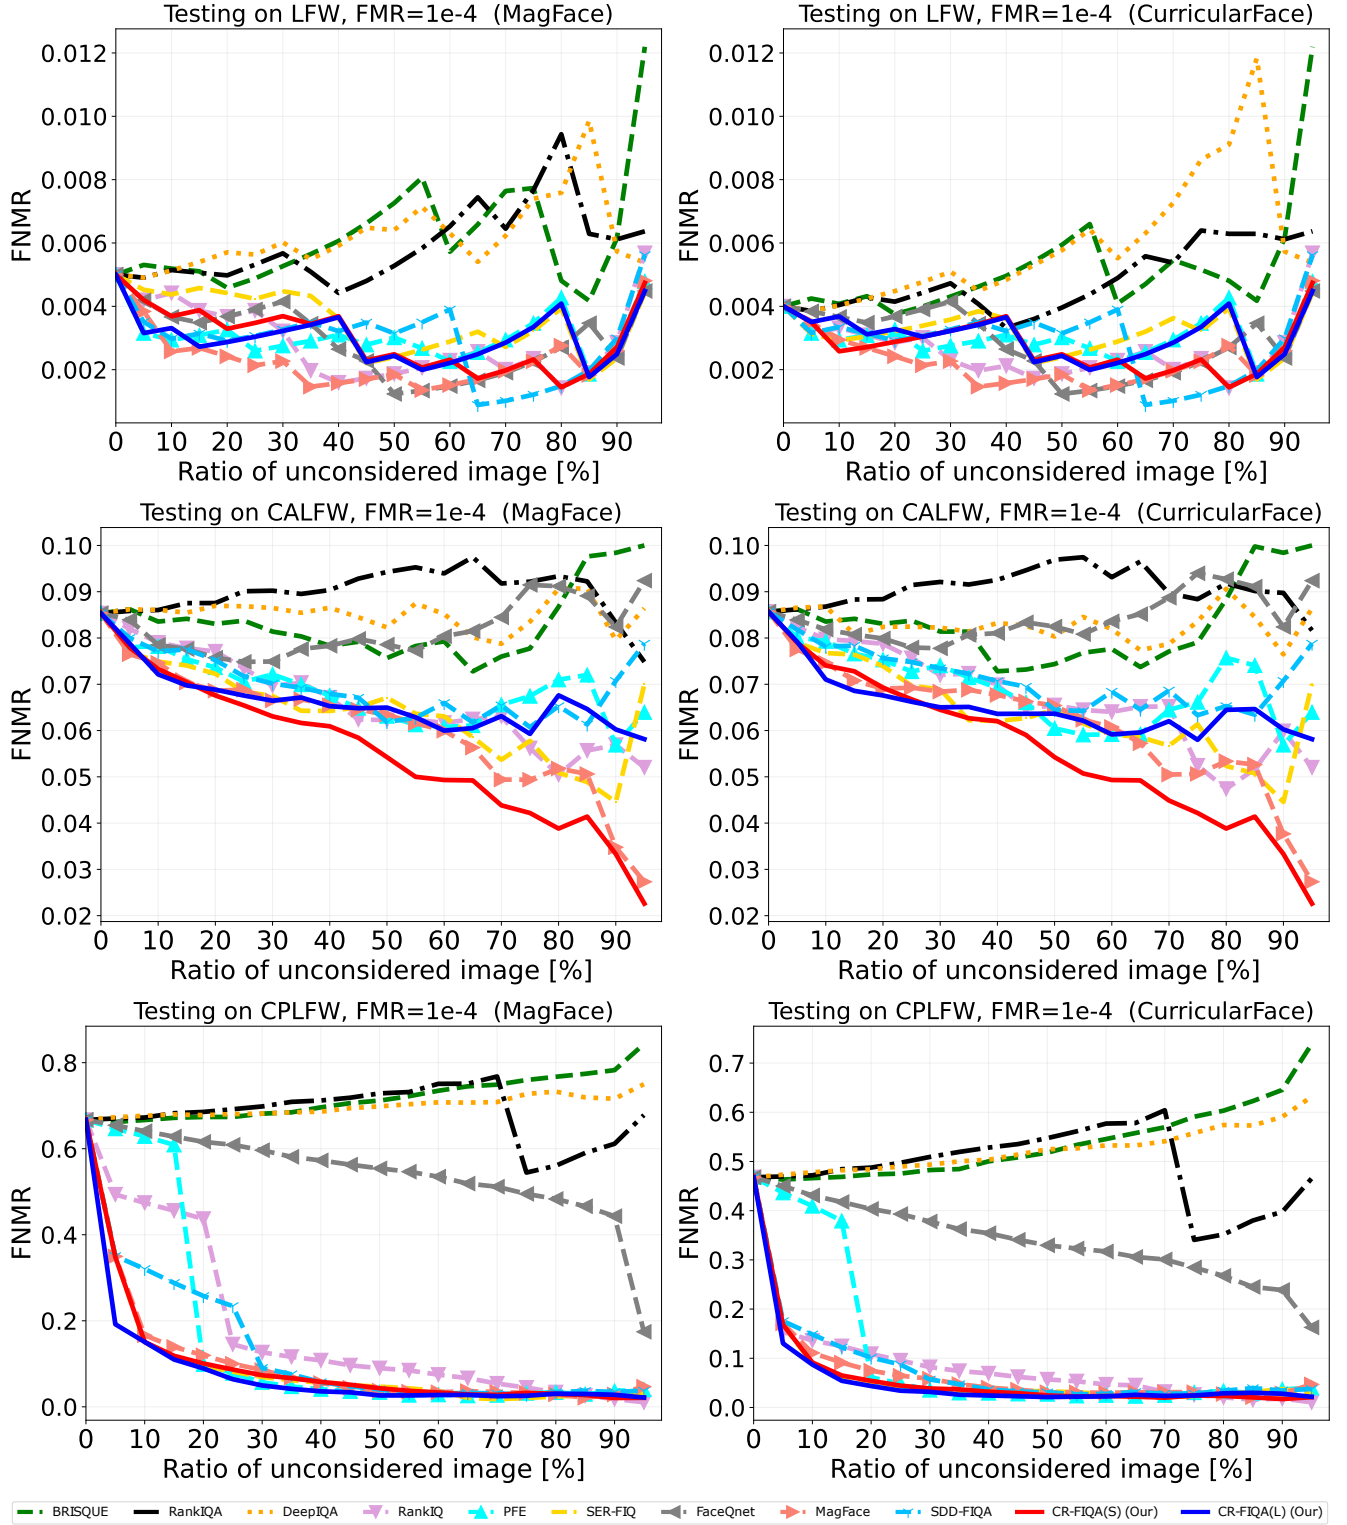 Testing on LFW, FMR=1e-4 (MagFace)
FNMR
0.012
0.010
0.008
0.006
0.004
0.002
0 10 20 30 40 50 60 70 80 90
Ratio of unconsidered image [%]
Testing on LFW, FMR=1e-4 (CurricularFace)
FNMR
0.012
0.010
0.008
0.006
0.004
0.002
0 10 20 30 40 50 60 70 80 90
Ratio of unconsidered image [%]
Testing on CALFW, FMR=1e-4 (MagFace)
FNMR
0.10
0.09
0.08
0.07
0.06
0.05
0.04
0.03
0.02
0 10 20 30 40 50 60 70 80 90
Ratio of unconsidered image [%]
Testing on CALFW, FMR=1e-4 (CurricularFace)
FNMR
0.10
0.09
0.08
0.07
0.06
0.05
0.04
0.03
0.02
0 10 20 30 40 50 60 70 80 90
Ratio of unconsidered image [%]
Testing on CPLFW, FMR=1e-4 (MagFace)
FNMR
0.8
0.6
0.4
0.2
0.0
0 10 20 30 40 50 60 70 80 90
Ratio of unconsidered image [%]
Testing on CPLFW, FMR=1e-4 (CurricularFace)
FNMR
0.7
0.6
0.5
0.4
0.3
0.2
0.1
0.0
0 10 20 30 40 50 60 70 80 90
Ratio of unconsidered image [%]
BRISQUE RankIQA DeepIQA RankIQ PFE SER-FIQ FaceQnet MagFace SDD-FIQA CR-FIQA(S) (Our) CR-FIQA(L) (Our)